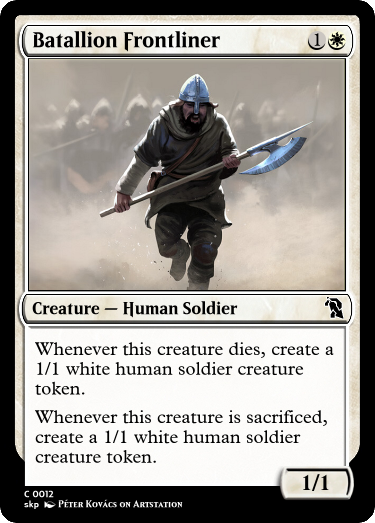 Batallion Frontliner 1
Creature — Human Soldier
Whenever this creature dies, create a
1/1 white human soldier creature
token.
Whenever this creature is sacrificed,
create a 1/1 white human soldier
creature token.
1/1
C 0012
skp Péter Kovács on Artstation